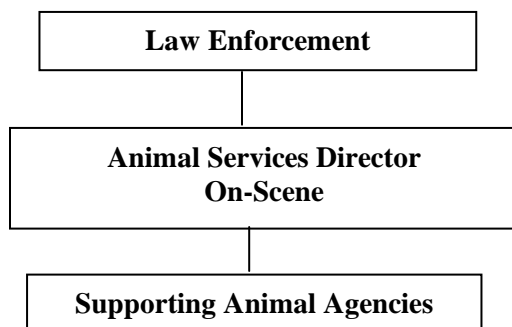 Law Enforcement
Animal Services Director
On-Scene
Supporting Animal Agencies